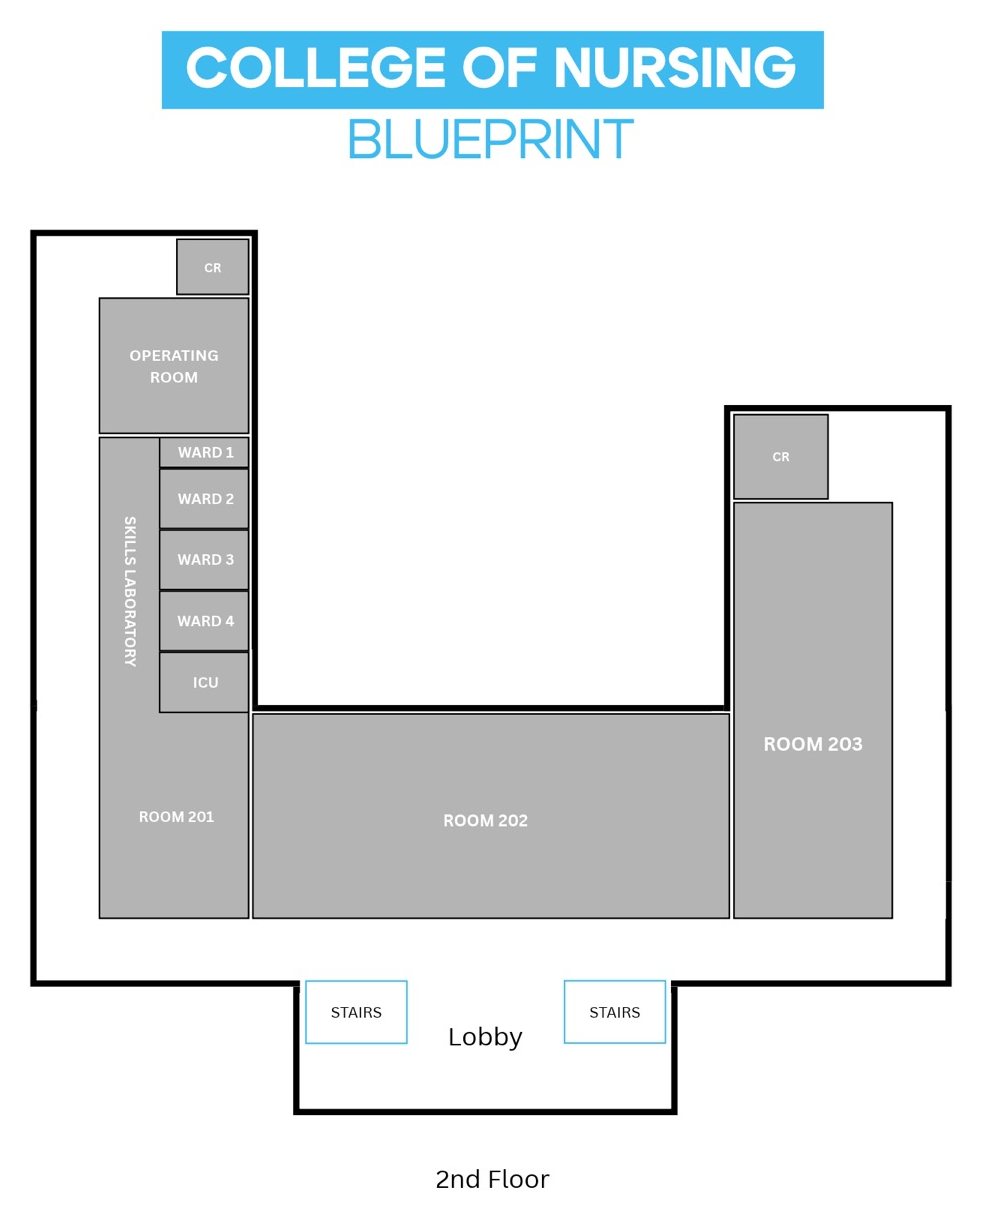 COLLEGE OF NURSING
BLUEPRINT
CR
OPERATING
ROOM
WARD 1
WARD 2
WARD 3
WARD 4
ICU
SKILLS LABORATORY
ROOM 201
ROOM 202
CR
ROOM 203
STAIRS
Lobby
STAIRS
2nd Floor